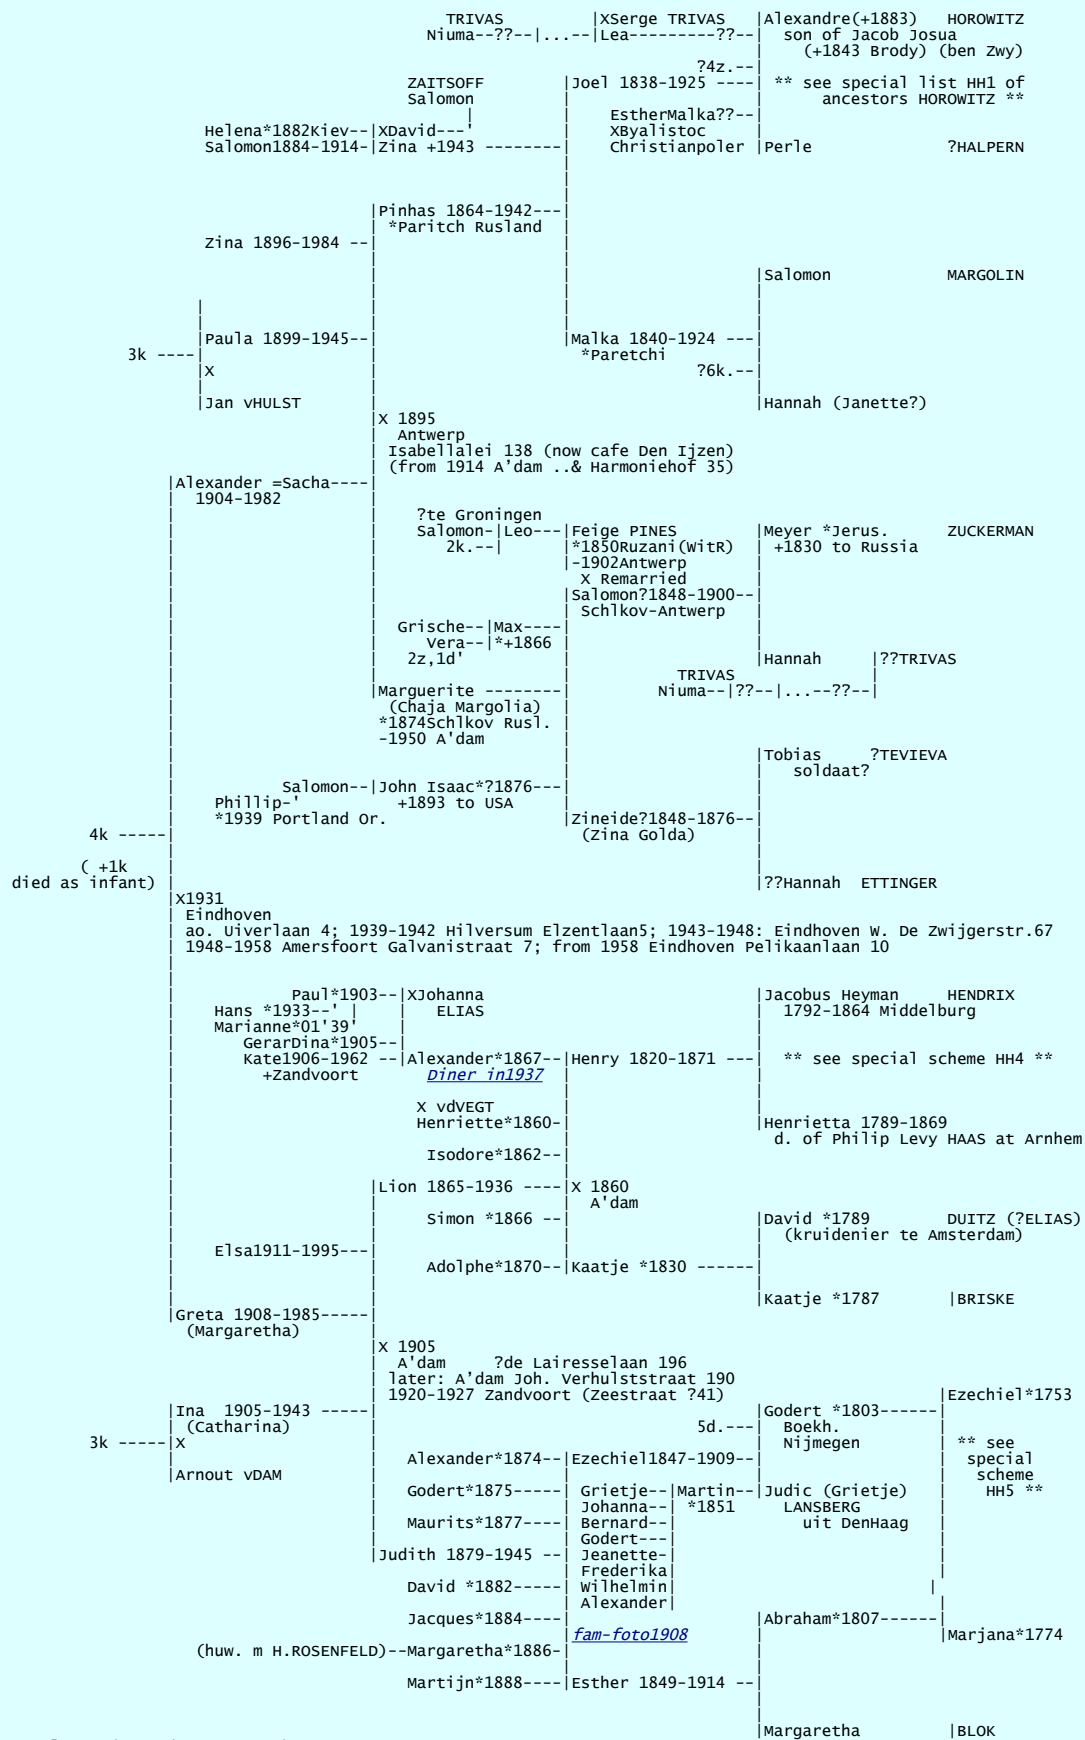 TRIVAS |XSerge TRIVAS |Alexandre(+1883) HOROWITZ
Niuma--??--|...--|Lea---------??--| son of Jacob Josua
| (+1843 Brody) (ben Zwy)
?4z.--|
ZAITSOFF |Joel 1838-1925 ----| ** see special list HH1 of
Salomon | | ancestors HOROWITZ **
| | EstherMalka??--|
Helena*1882Kiev--|XDavid---' | XByalistoc |
Salomon1884-1914-|Zina +1943 --------| Christianpoler |Perle ?HALPERN
|Pinhas 1864-1942---|
| *Paritch Rusland |
Zina 1896-1984 --|
|Salomon MARGOLIN
|Paula 1899-1945--| |Malka 1840-1924 ---|
3k ----| | *Paretchi |
|X | ?6k.--|
|Jan vHULST | |Hannah (Janette?)
|X 1895
| Antwerp
| Isabellalei 138 (now cafe Den Ijzen)
| (from 1914 A'dam ..& Harmoniehof 35)
|Alexander =Sacha----|
| 1904-1982 |
| ?te Groningen
| Salomon-|Leo---|Feige PINES |Meyer *Jerus. ZUCKERMAN
| 2k.--| |*1850Ruzani(WitR) | +1830 to Russia
| |-1902Antwerp |
| | X Remarried |
| |Salomon?1848-1900--|
| | Schlkov-Antwerp |
| Grische--|Max----| |
| Vera--|*+1866 | |
| 2z,1d' | |Hannah |??TRIVAS
| | TRIVAS |
|Marguerite --------| Niuma--|??--|...--??--|
| (Chaja Margolia) |
| *1874Schlkov Rusl. |
| -1950 A'dam |
| |Tobias ?TEVIEVA
| | soldaat?
Salomon--|John Isaac*?1876---| |
Phillip-' +1893 to USA | |
*1939 Portland Or. |Zineide?1848-1876--|
4k -----| (Zina Golda) |
( +1k |
died as infant) | |??Hannah ETTINGER
|X1931
| Eindhoven
| ao. Uiverlaan 4; 1939-1942 Hilversum Elzentlaan5; 1943-1948: Eindhoven W. De Zwijgerstr.67
| 1948-1958 Amersfoort Galvanistraat 7; from 1958 Eindhoven Pelikaanlaan 10
| Paul*1903--|XJohanna |Jacobus Heyman HENDRIX
| Hans *1933--' | | ELIAS | 1792-1864 Middelburg
| Marianne*01'39' | |
| GerarDina*1905--| |
| Kate1906-1962 --|Alexander*1867--|Henry 1820-1871 ---| ** see special scheme HH4 **
| +Zandvoort Diner in1937 | |
| X vdVEGT | |
| Henriette*1860-| |Henrietta 1789-1869
| | d. of Philip Levy HAAS at Arnhem
| Isodore*1862--|
| |Lion 1865-1936 ----|X 1860
| | | A'dam
| | Simon *1866 --| |David *1789 DUITZ (?ELIAS)
| | | | (kruidenier te Amsterdam)
| Elsa1911-1995---| | |
| | Adolphe*1870--|Kaatje *1830 ------|
| | |Kaatje *1787 |BRISKE
|Greta 1908-1985-----|
(Margaretha) |
|X 1905
| A'dam ?de Lairesselaan 196
| later: A'dam Joh. Verhulststraat 190
| 1920-1927 Zandvoort (Zeestraat ?41) |Ezechiel*1753
|Ina 1905-1943 -----| |Godert *1803------|
| (Catharina) | 5d.---| Boekh. |
3k -----|X | | Nijmegen | ** see
| | Alexander*1874--|Ezechiel1847-1909--| | special
|Arnout vDAM | | | | scheme
| Godert*1875-----| Grietje--|Martin--|Judic (Grietje) | HH5 **
| | Johanna--| *1851 LANSBERG |
| Maurits*1877----| Bernard--| uit DenHaag |
| | Godert---| |
|Judith 1879-1945 --| Jeanette-| |
| Frederika| |
David *1882-----| Wilhelmin| |
| Alexander| |
Jacques*1884----| |Abraham*1807------|
|fam-foto1908 | |Marjana*1774
(huw. m H.ROSENFELD)--Margaretha*1886-| |
Martijn*1888----|Esther 1849-1914 --|
|Margaretha |BLOK